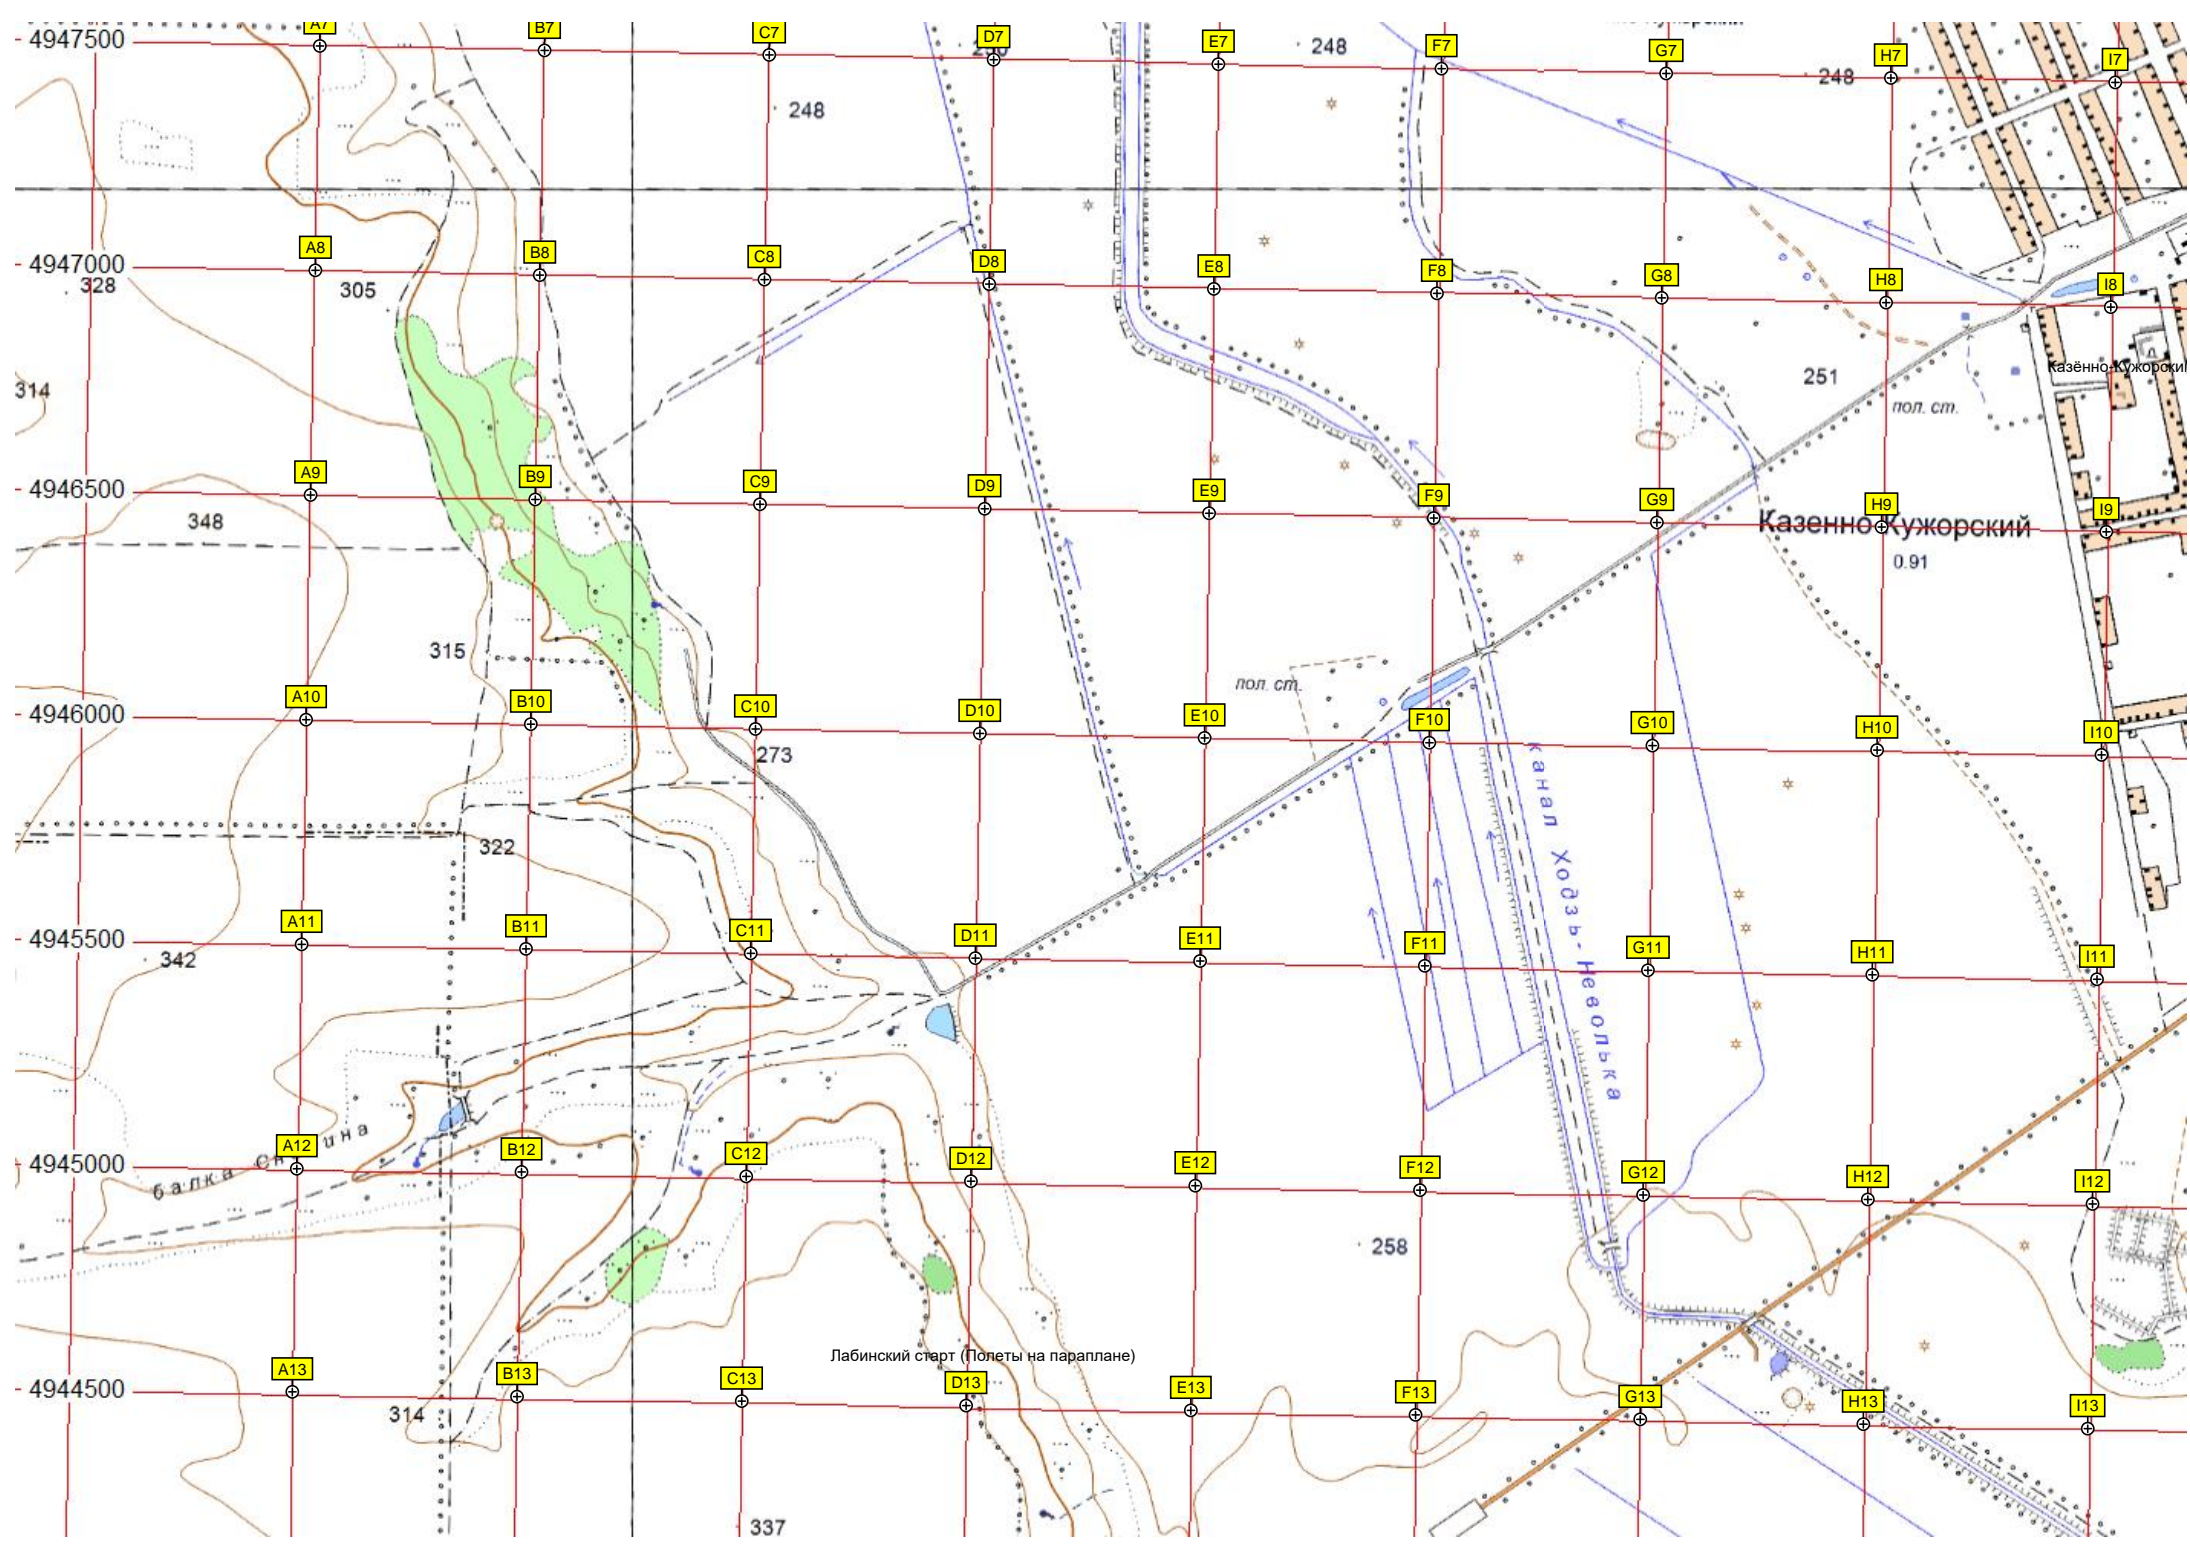 A7 B7 C7 D7 E7 F7 G7 H7 I7
4947500
248
248
248
A8 B8 C8 D8 E8 F8 G8 H8 I8
4947000
328
305
314
251
Казённо-Кужорски
пол. ст.
A9 B9 C9 D9 E9 F9 G9 H9 I9
4946500
348
Казенно-Кужорский
0.91
315
пол. ст.
A10 B10 C10 D10 E10 F10 G10 H10 I10
4946000
273
322
Канал Ходзь-Неволька
A11 B11 C11 D11 E11 F11 G11 H11 I11
4945500
342
A12 B12 C12 D12 E12 F12 G12 H12 I12
4945000
балка
258
Лабинский старт (Полеты на параплане)
A13 B13 C13 D13 E13 F13 G13 H13 I13
4944500
314
337